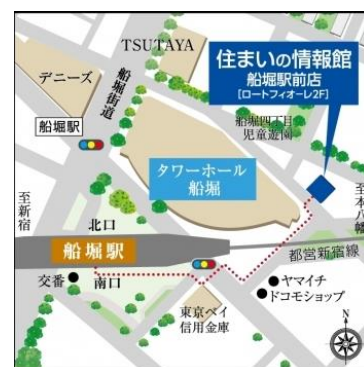 TSUTAYA
デニーズ
船堀街道
船堀駅
住まいの情報館
船堀駅前店
[ロートフィオーレ2F]
船堀四丁目
児童遊園
タワーホール
船堀
至新宿
北口
至本八幡
船堀駅
都営新宿線
交番
南口
ヤマイチ
ドコモショップ
東京ベイ
信用金庫
N